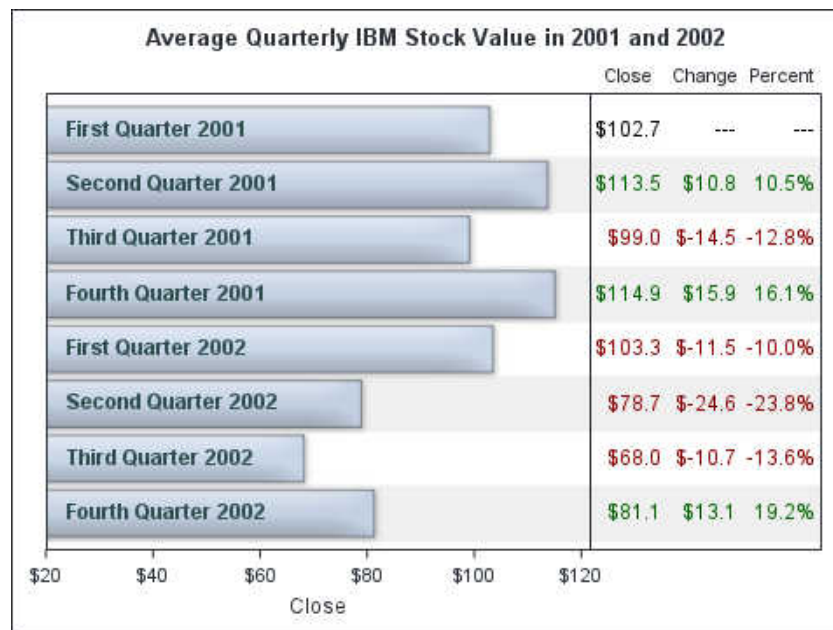 Average Quarterly IBM Stock Value in 2001 and 2002
Close Change Percent
First Quarter 2001 $102.7 --- ---
Second Quarter 2001 $113.5 $10.8 10.5%
Third Quarter 2001 $99.0 $-14.5 -12.8%
Fourth Quarter 2001 $114.9 $15.9 16.1%
First Quarter 2002 $103.3 $-11.5 -10.0%
Second Quarter 2002 $78.7 $-24.6 -23.8%
Third Quarter 2002 $68.0 $-10.7 -13.6%
Fourth Quarter 2002 $81.1 $13.1 19.2%
$20 $40 $60 $80 $100 $120
Close